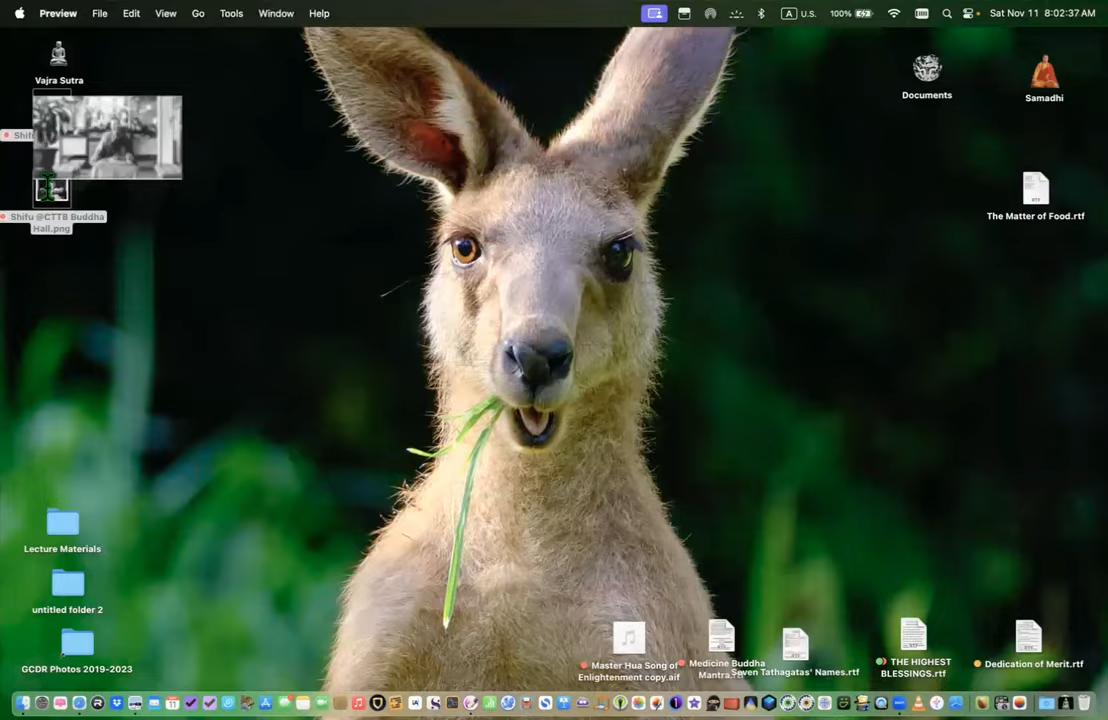 Preview File Edit View Go Tools Window Help
A U.S. 100% Sat Nov 11 8:02:37 AM
Vajra Sutra
Documents
Samadhi
Shifu
Shifu @CTTB Buddha
Hall.png
The Matter of Food.rtf
Lecture Materials
untitled folder 2
GCDR Photos 2019-2023
Master Hua Song of
Enlightenment copy.aif
Medicine Buddha
Mantra
Seven Tathagatas' Names.rtf
THE HIGHEST
BLESSINGS.rtf
Dedication of Merit.rtf